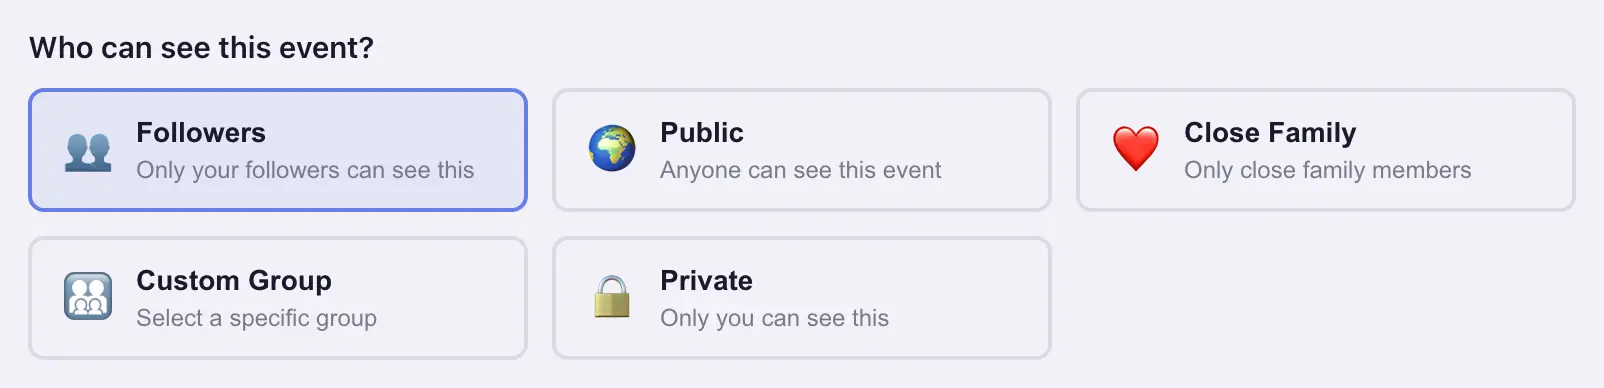 Who can see this event?
Followers
Only your followers can see this
Public
Anyone can see this event
Close Family
Only close family members
Custom Group
Select a specific group
Private
Only you can see this